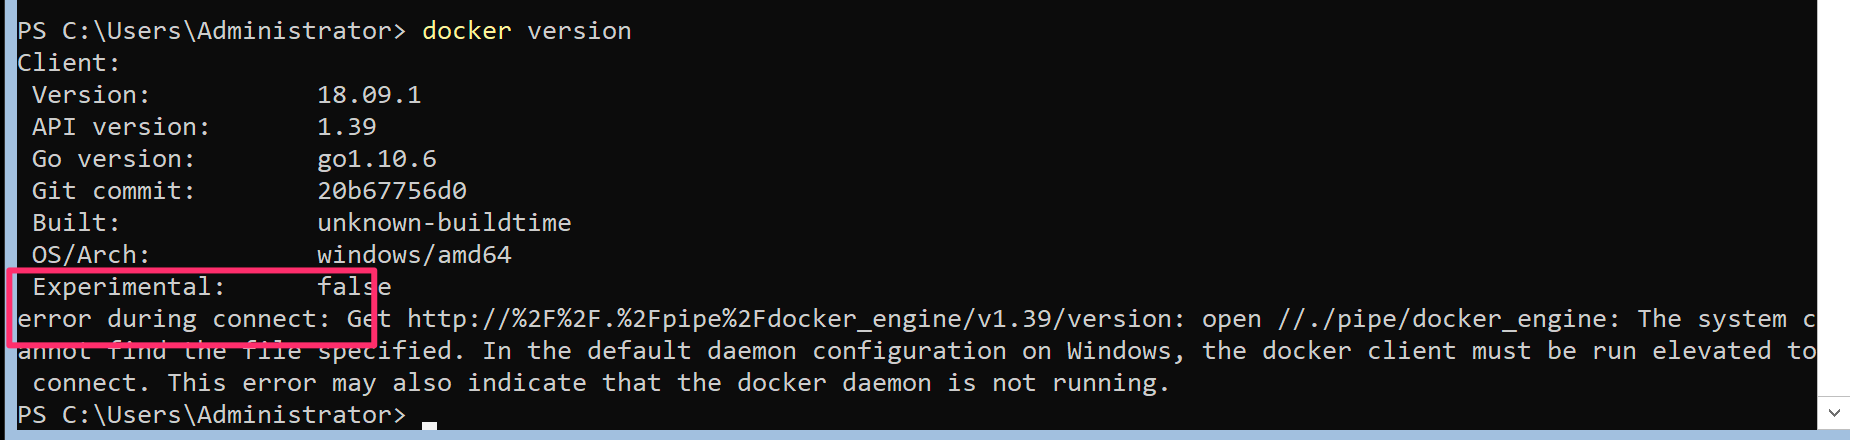 PS C:\Users\Administrator> docker version
Client:
 Version:           18.09.1
 API version:       1.39
 Go version:        go1.10.6
 Git commit:        20b67756d0
 Built:             unknown-buildtime
 OS/Arch:           windows/amd64
 Experimental:      false
error during connect: Get http://%2F%2F.%2Fpipe%2Fdocker_engine/v1.39/version: open //./pipe/docker_engine: The system c
annot find the file specified. In the default daemon configuration on Windows, the docker client must be run elevated to
 connect. This error may also indicate that the docker daemon is not running.
PS C:\Users\Administrator>